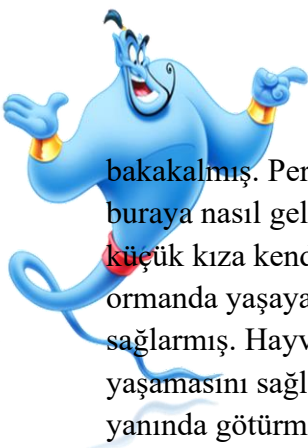 bakakalmış. Per
buraya nasıl gel
küçük kıza kend
ormanda yaşaya
sağlarmış. Hayv
yaşamasını sağl
yanında götürm